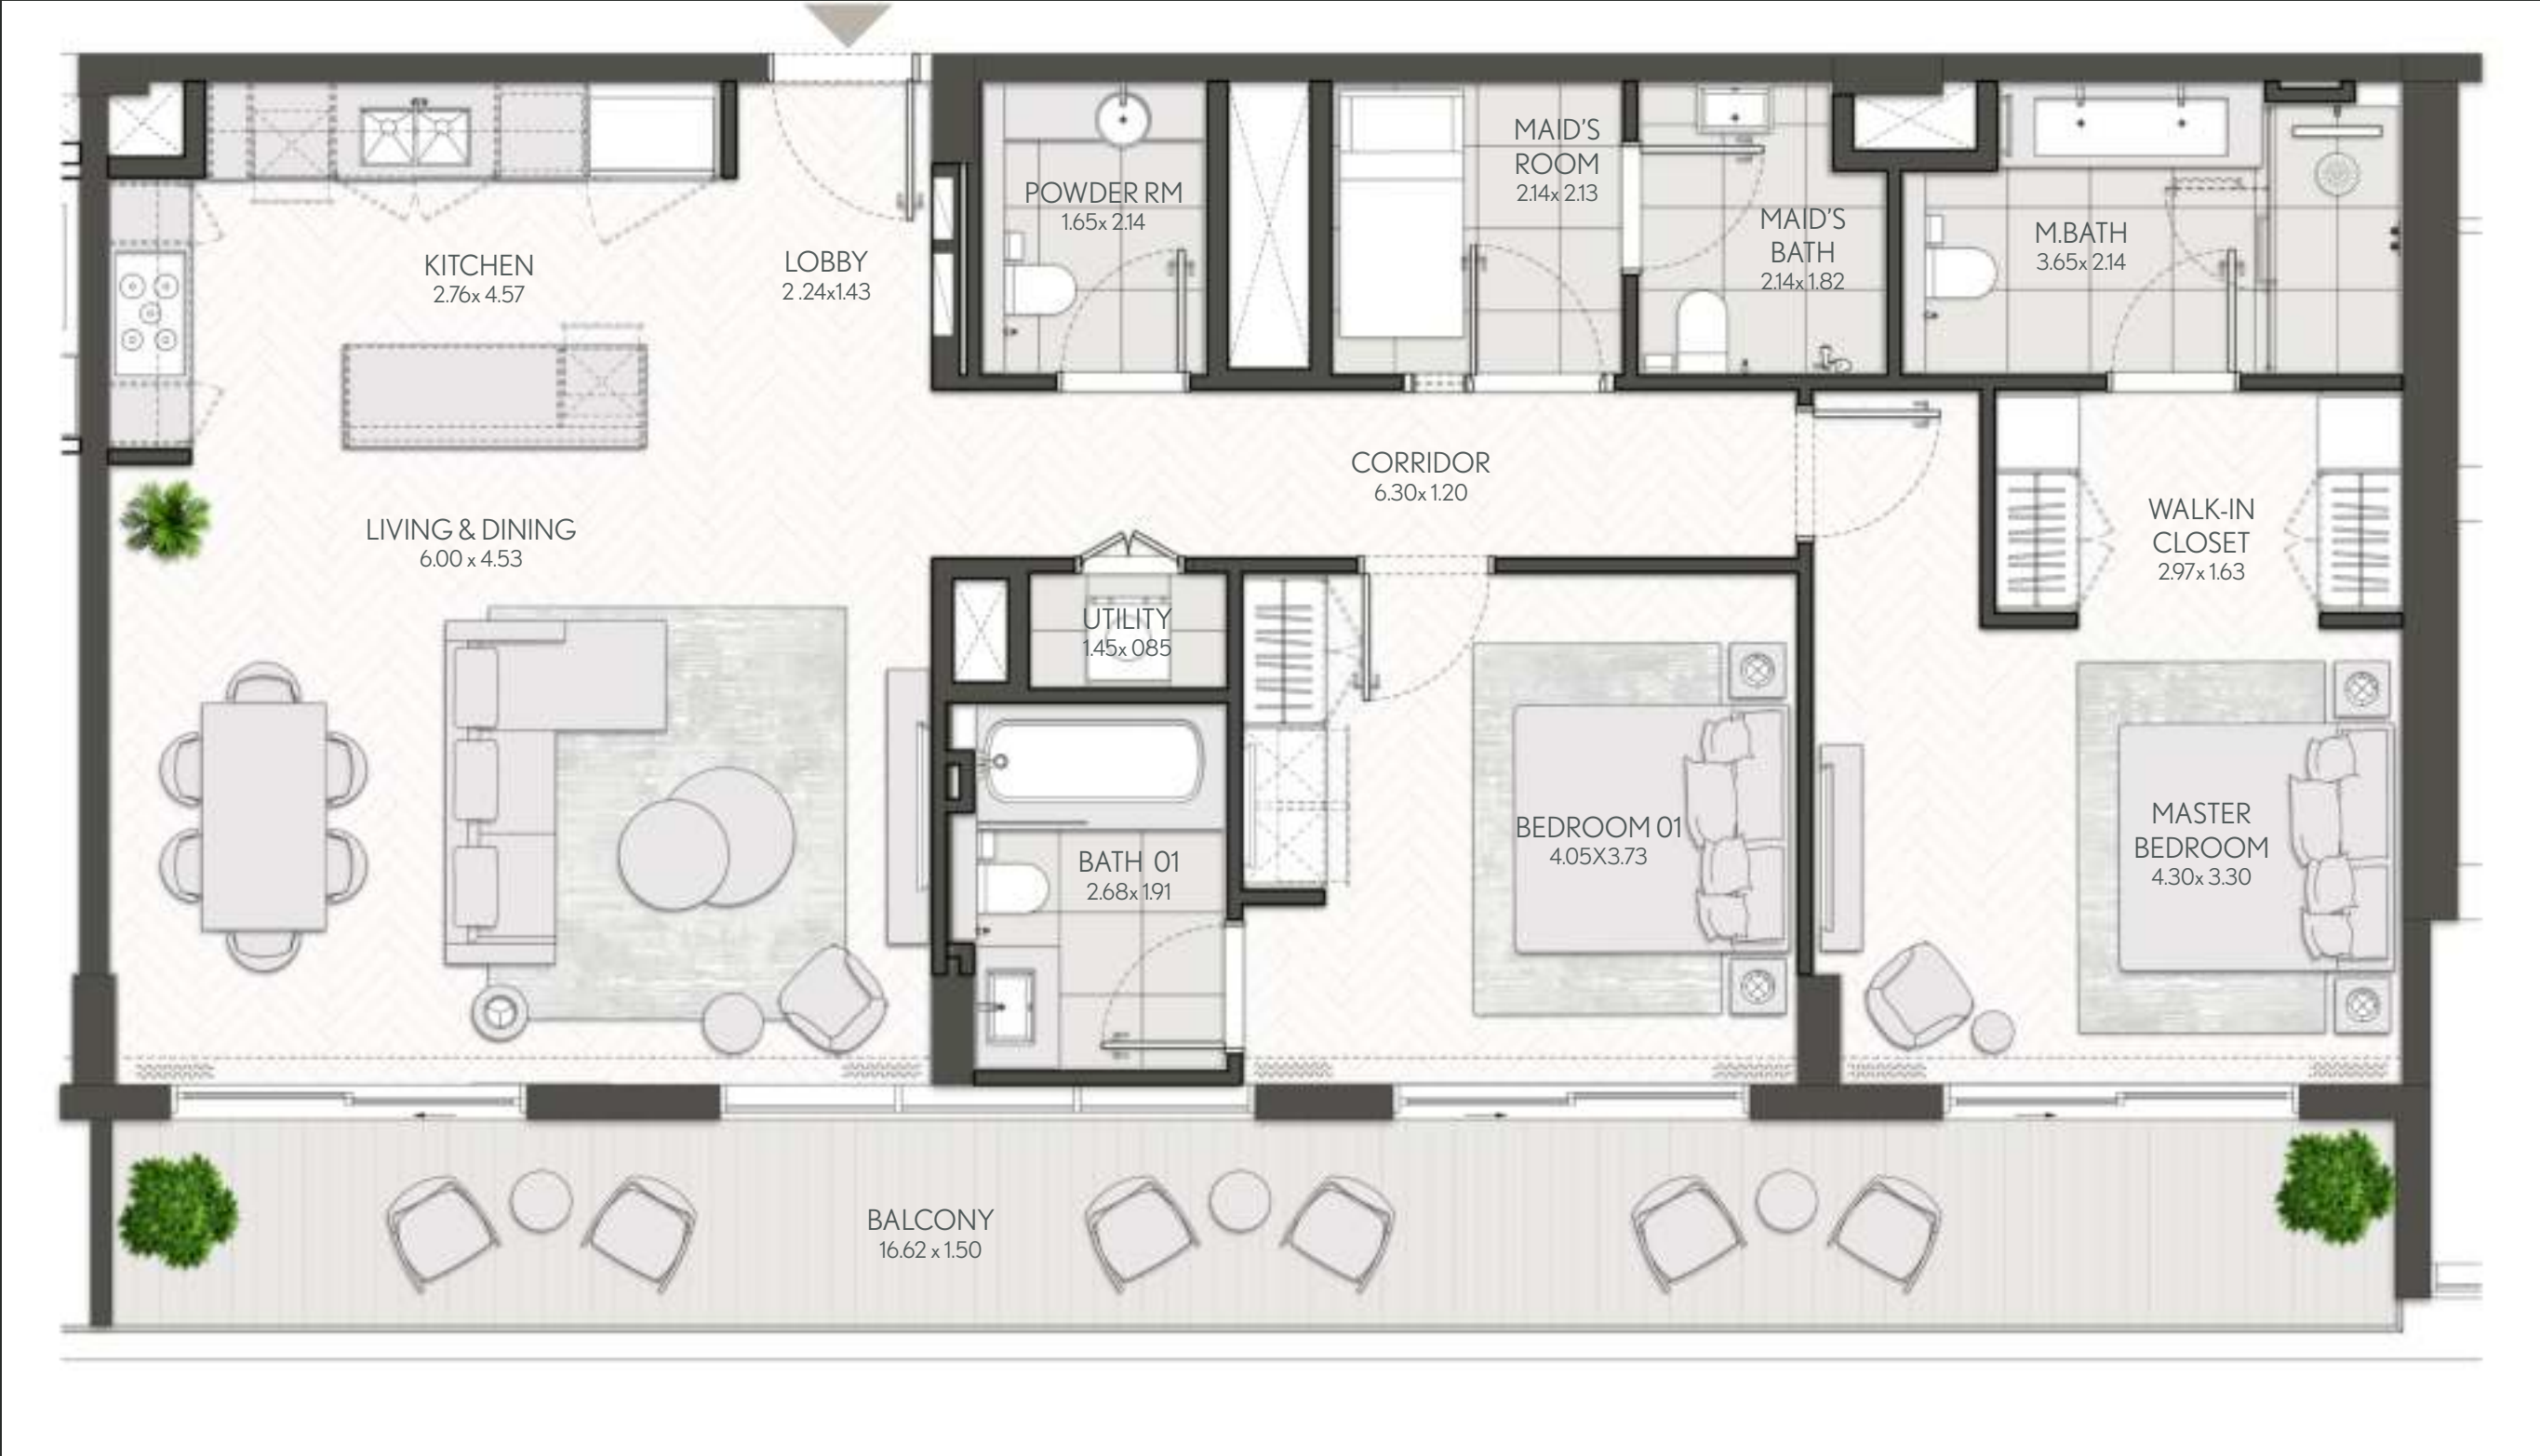 KITCHEN
2.76x 4.57
LOBBY
2 .24x1.43
POWDER RM
1.65x 2.14
MAID'S
ROOM
2.14x 2.13
MAID'S
BATH
2.14x 1.82
M.BATH
3.65x 2.14
LIVING & DINING
6.00 x 4.53
CORRIDOR
6.30x 1.20
WALK-IN
CLOSET
2.97x 1.63
UTILITY
1.45x 085
BATH 01
2.68x 1.91
BEDROOM 01
4.05X3.73
MASTER
BEDROOM
4.30x 3.30
BALCONY
16.62 x 1.50